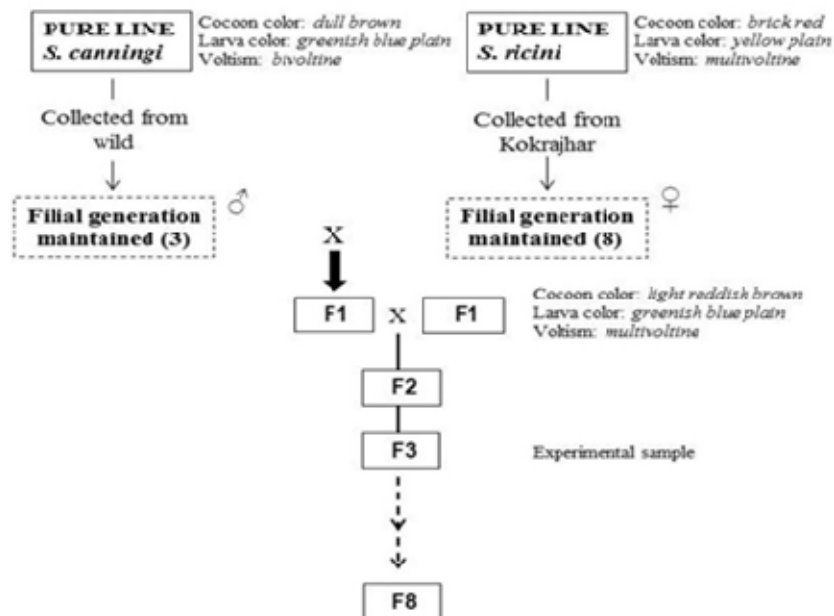 PURE LINE
S. canningi
Cocoon color: dull brown
Larva color: greenish blue plain
Voltism: bivoltine
PURE LINE
S. ricini
Cocoon color: brick red
Larva color: yellow plain
Voltism: multivoltine
Collected from
wild
Collected from
Kokrajhar
Filial generation
maintained (3)
♂
Filial generation
maintained (8)
♀
X
F1
X
F1
Cocoon color: light reddish brown
Larva color: greenish blue plain
Voltism: multivoltine
F2
F3
Experimental sample
F8